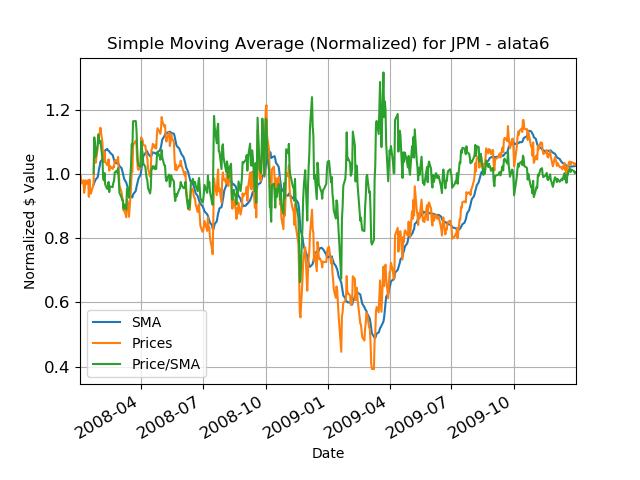 Simple Moving Average (Normalized) for JPM - alata6
Normalized $ Value
1.2
1.0
0.8
0.6
0.4
SMA
Prices
Price/SMA
2008-04
2008-07
2008-10
2009-01
2009-04
2009-07
2009-10
Date